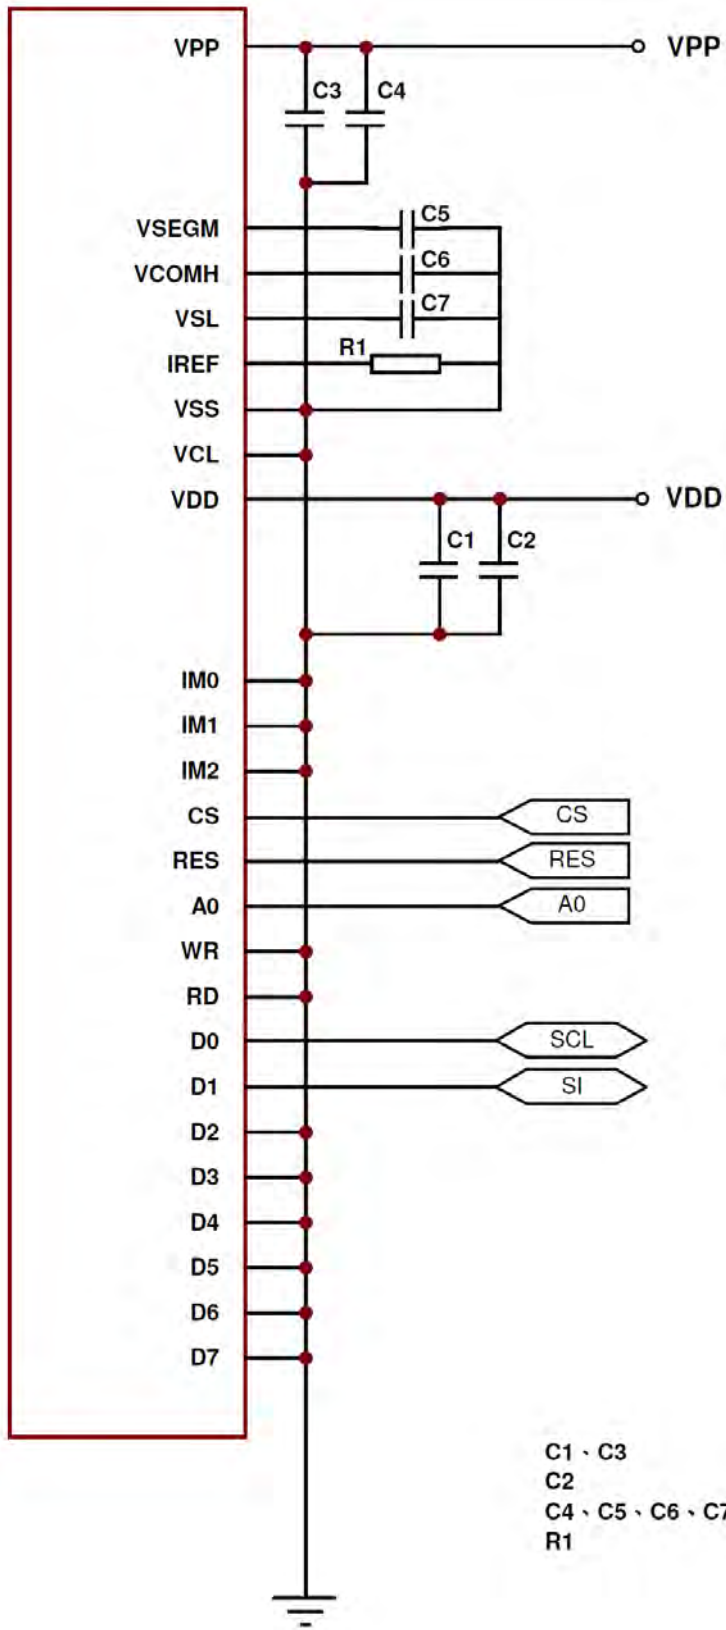 VPP VPP
C3 C4
VSEGM C5
VCOMH C6
VSL C7
IREF R1
VSS
VCL
VDD VDD
C1 C2
IM0
IM1
IM2
CS CS
RES RES
A0 A0
WR
RD
D0 SCL
D1 SI
D2
D3
D4
D5
D6
D7
C1、C3
C2
C4、C5、C6、C7
R1